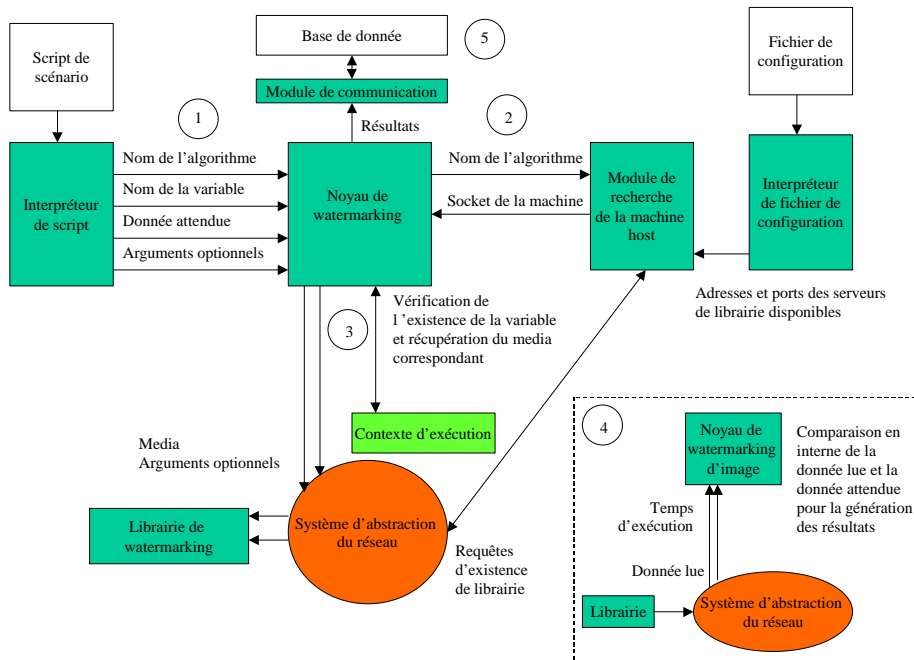 Script de
scénario
Base de donnée
5
Fichier de
configuration
Module de communication
1
Résultats
2
Interpréteur
de script
Nom de l'algorithme
Nom de la variable
Donnée attendue
Arguments optionnels
Noyau de
watermarking
Nom de l'algorithme
Socket de la machine
Module de
recherche
de la machine
host
Interpréteur
de fichier de
configuration
Adresses et ports des serveurs
de librairie disponibles
3
Vérification de
l 'existence de la variable
et récupération du media
correspondant
Contexte d'exécution
Media
Arguments optionnels
Librairie de
watermarking
Système d'abstraction
du réseau
Requêtes
d'existence
de librairie
4
Noyau de
watermarking
d'image
Comparaison en
interne de la
donnée lue et la
donnée attendue
pour la génération
des résultats
Temps
d'exécution
Donnée lue
Librairie
Système d'abstraction
du réseau